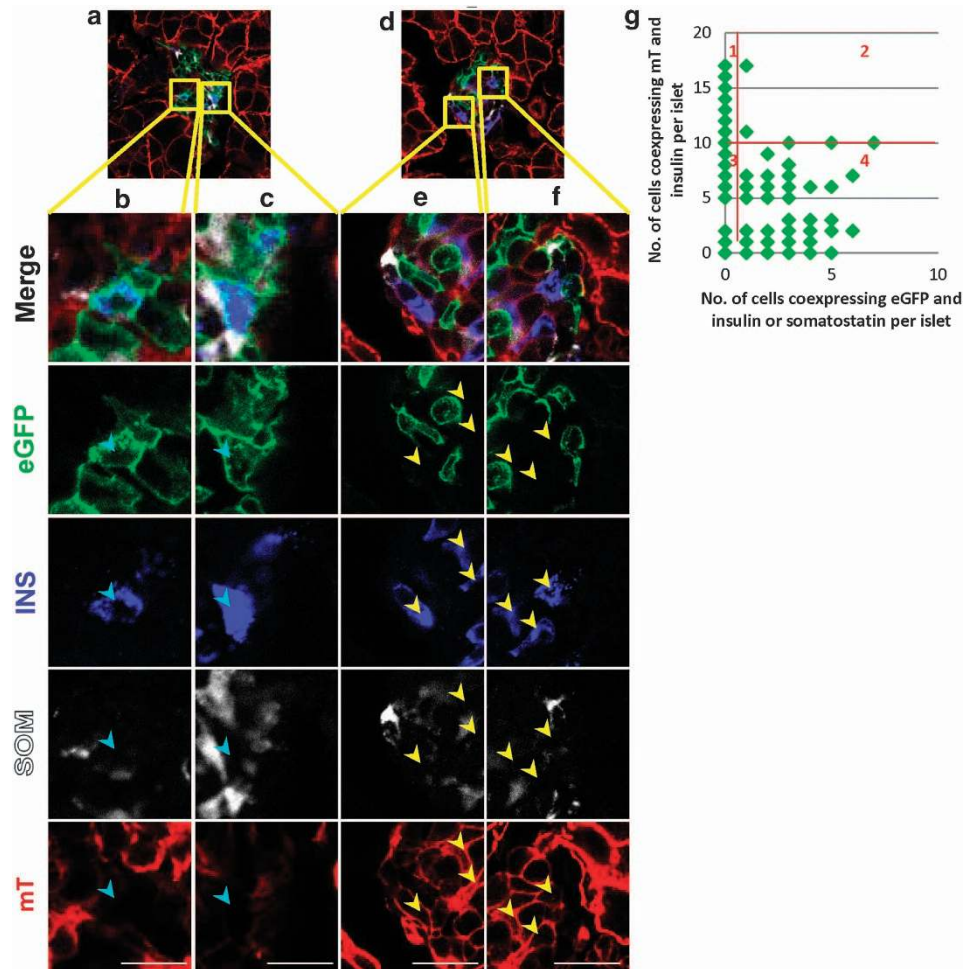 a
d
b
c
e
f
Merge
eGFP
INS
SOM
mT
g
No. of cells coexpressing mT and
insulin per islet
20
15
10
5
0
1
2
3
4
0
5
10
No. of cells coexpressing eGFP and
insulin or somatostatin per islet